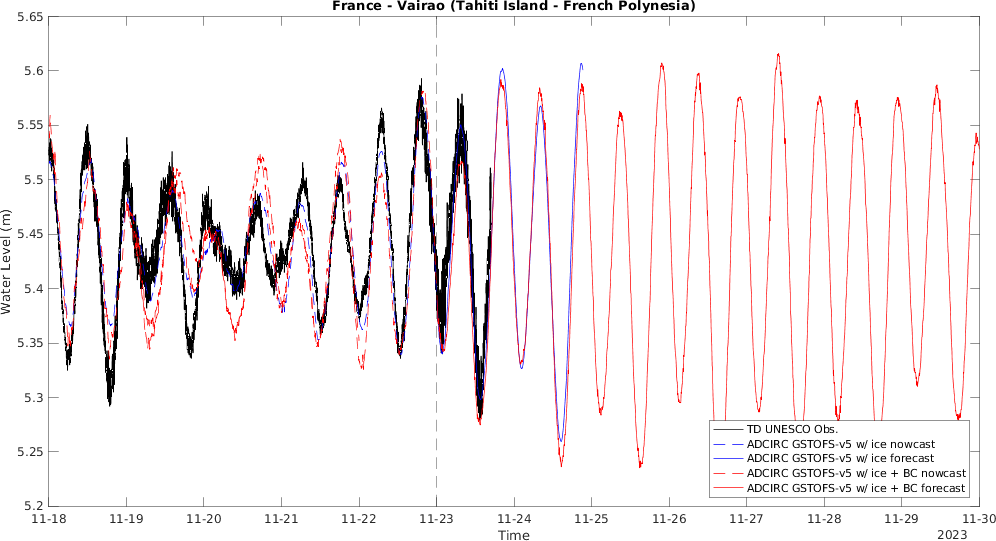 France - Vairao (Tahiti Island - French Polynesia)
5.65
5.6
5.55
5.5
5.45
5.4
5.35
5.3
5.25
5.2
Water Level (m)
TD UNESCO Obs.
ADCIRC GSTOFS-v5 w/ ice nowcast
ADCIRC GSTOFS-v5 w/ ice forecast
ADCIRC GSTOFS-v5 w/ ice + BC nowcast
ADCIRC GSTOFS-v5 w/ ice + BC forecast
11-18 11-19 11-20 11-21 11-22 11-23 11-24 11-25 11-26 11-27 11-28 11-29 11-30
Time
2023